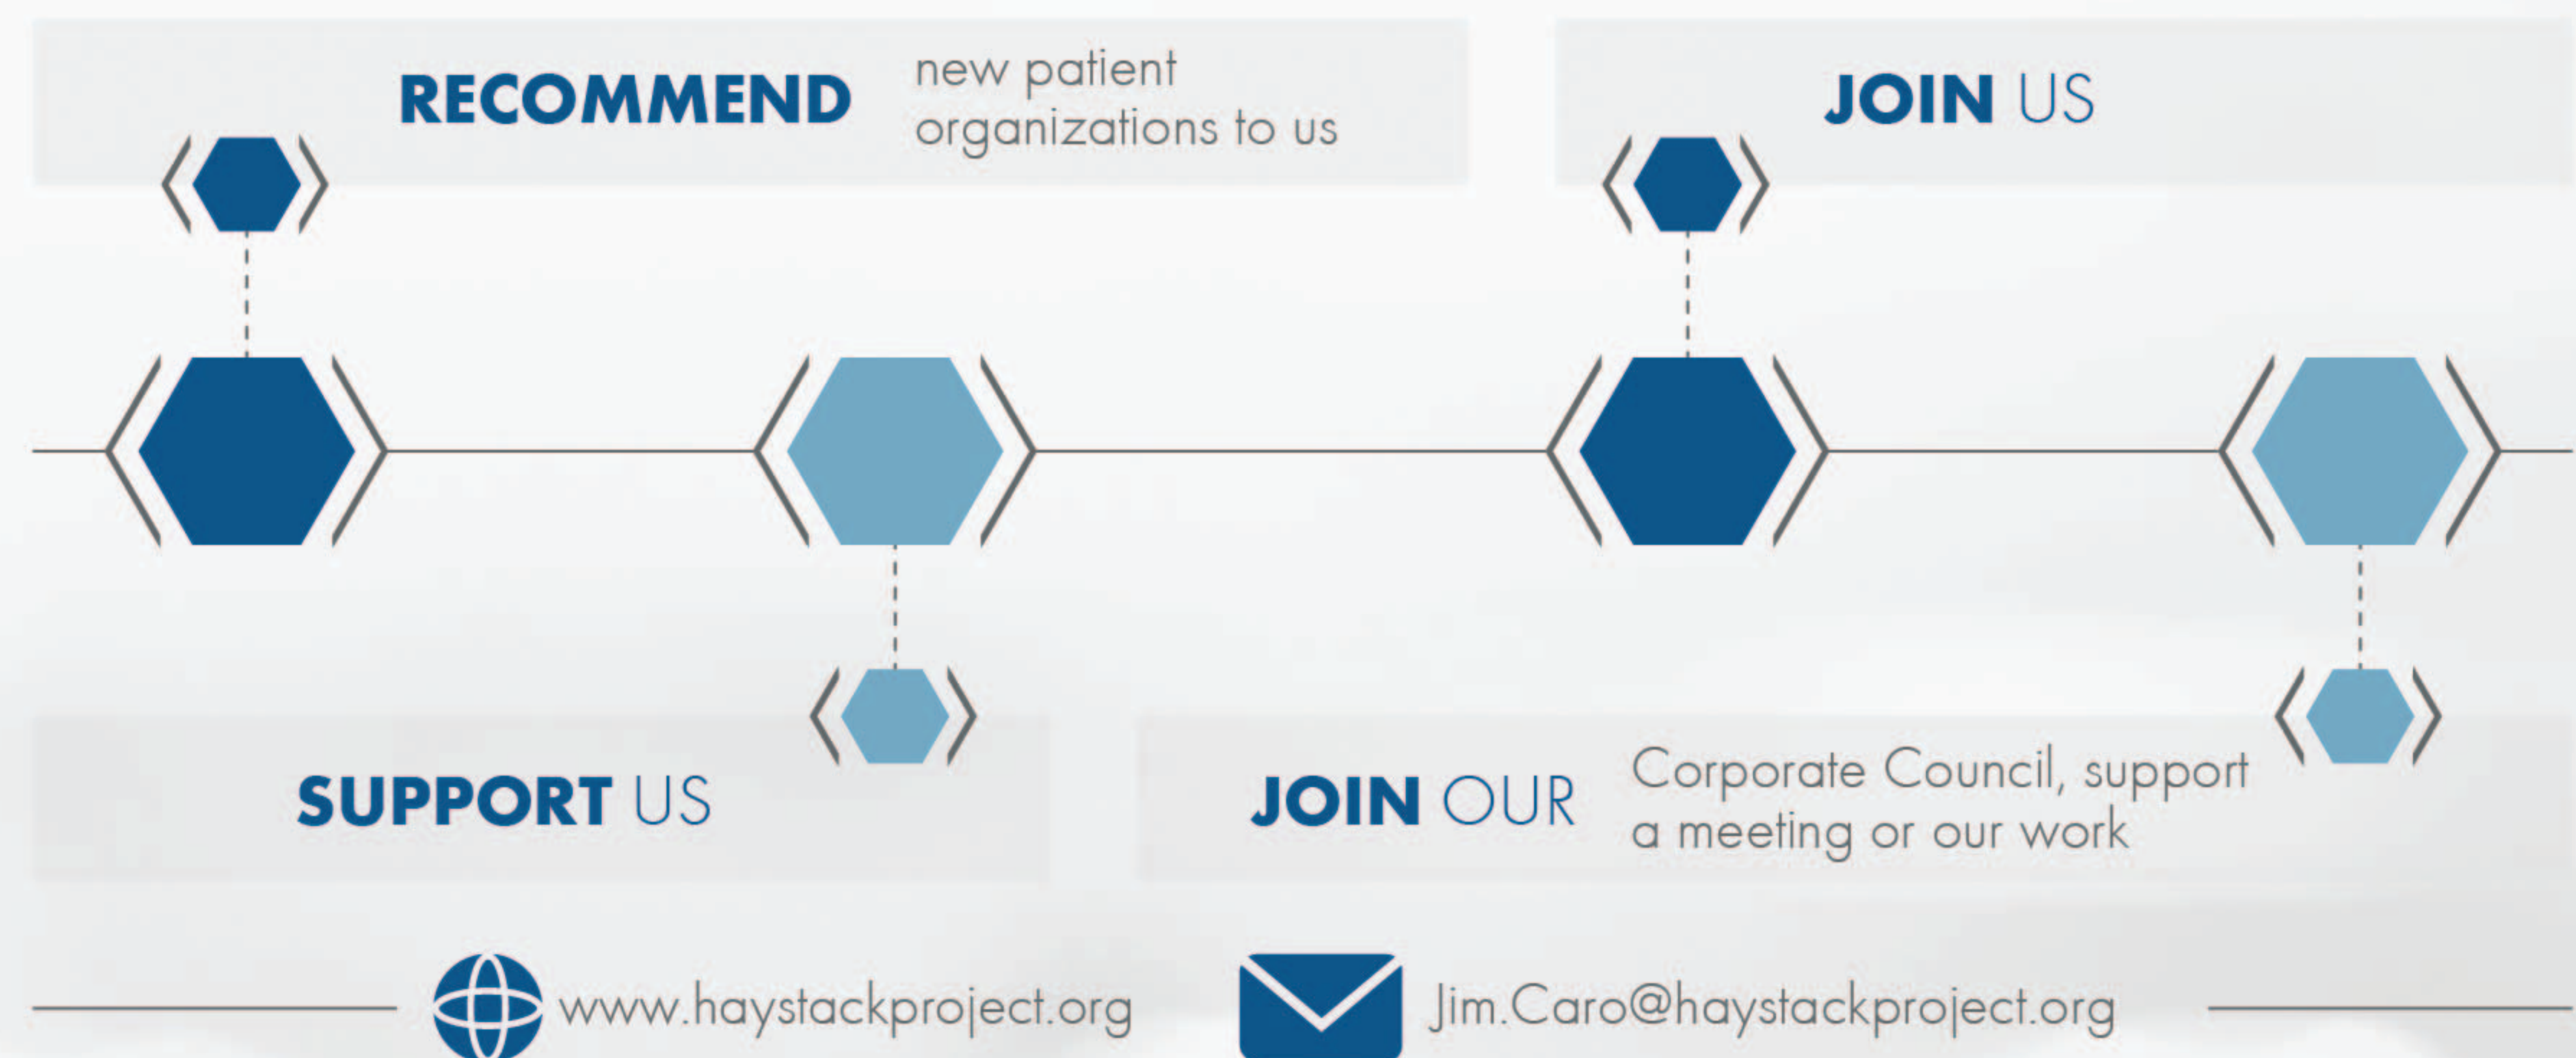 RECOMMEND
new patient
organizations to us
JOIN US
SUPPORT US
JOIN OUR
Corporate Council, support
a meeting or our work
www.haystackproject.org
Jim.Caro@haystackproject.org